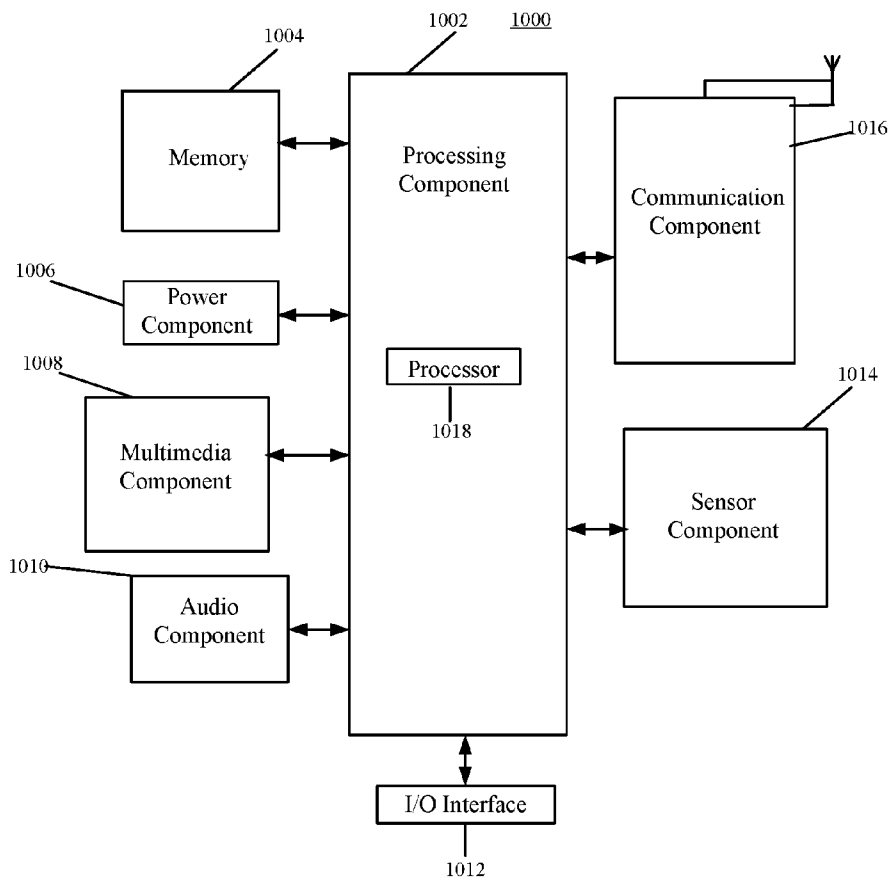 1002
1000
1004
1016
Memory
Processing
Component
Communication
Component
1006
Power
Component
1008
Processor
1018
1014
Multimedia
Component
Sensor
Component
1010
Audio
Component
I/O Interface
1012